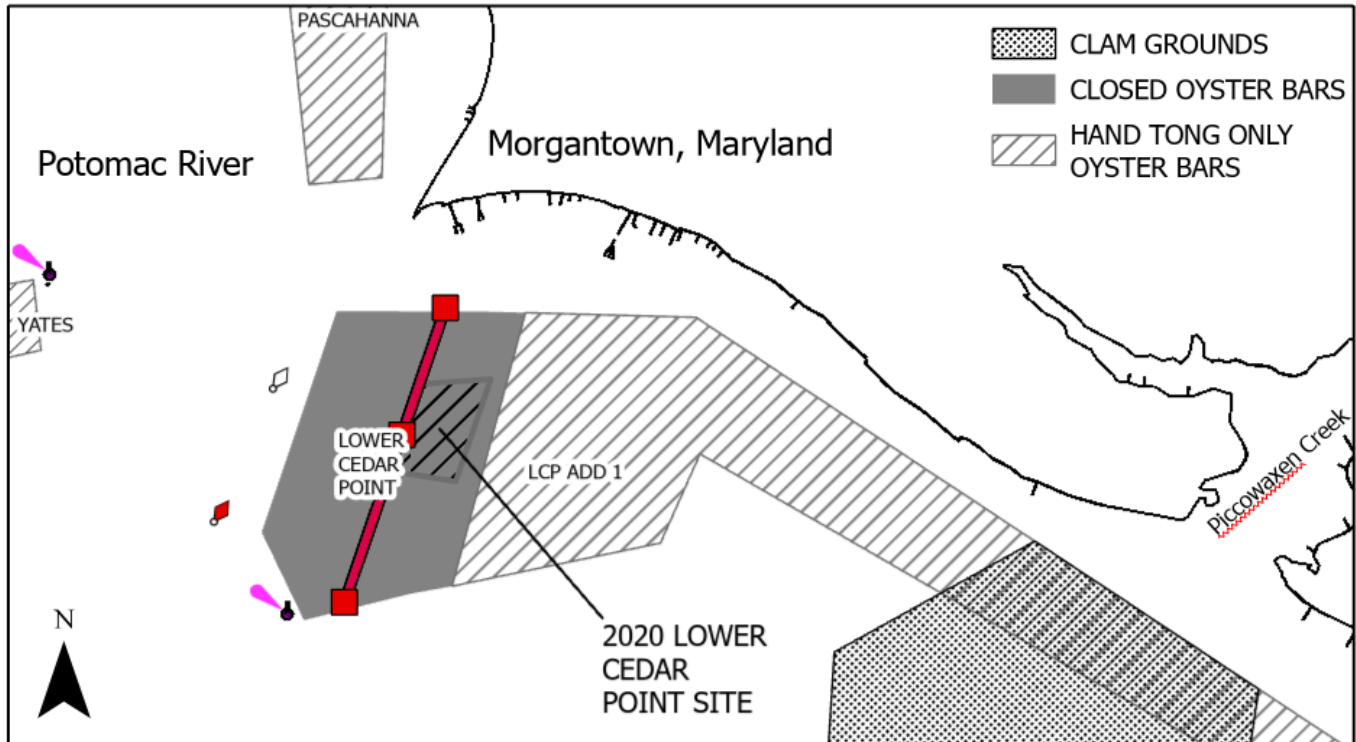 PASCAHANNA
CLAM GROUNDS
CLOSED OYSTER BARS
HAND TONG ONLY
OYSTER BARS
Potomac River
Morgantown, Maryland
YATES
LOWER
CEDAR
POINT
LCP ADD 1
Piccowaxen Creek
N
2020 LOWER
CEDAR
POINT SITE